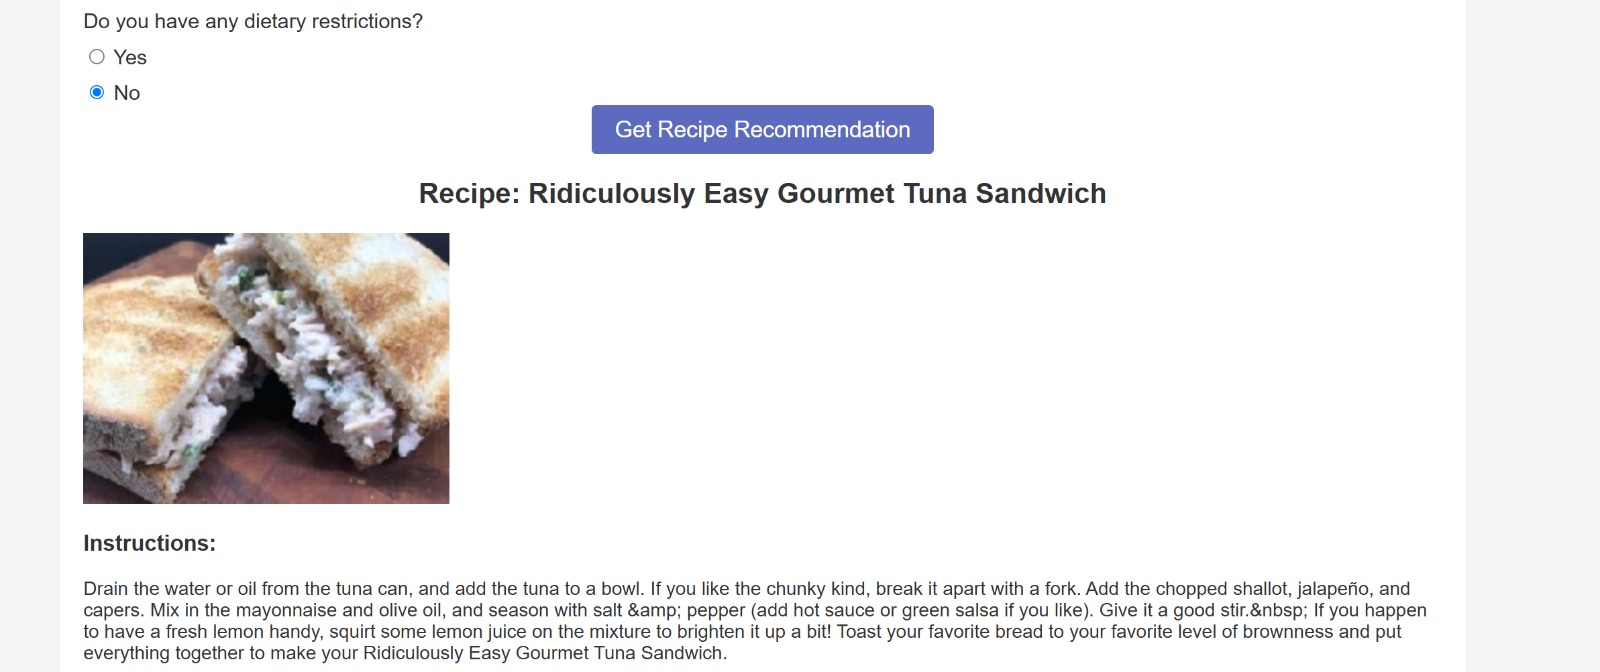 Do you have any dietary restrictions?
Yes
No
Get Recipe Recommendation
Recipe: Ridiculously Easy Gourmet Tuna Sandwich
Instructions:
Drain the water or oil from the tuna can, and add the tuna to a bowl. If you like the chunky kind, break it apart with a fork. Add the chopped shallot, jalapeño, and
capers. Mix in the mayonnaise and olive oil, and season with salt &amp; pepper (add hot sauce or green salsa if you like). Give it a good stir.&nbsp; If you happen
to have a fresh lemon handy, squirt some lemon juice on the mixture to brighten it up a bit! Toast your favorite bread to your favorite level of brownness and put
everything together to make your Ridiculously Easy Gourmet Tuna Sandwich.